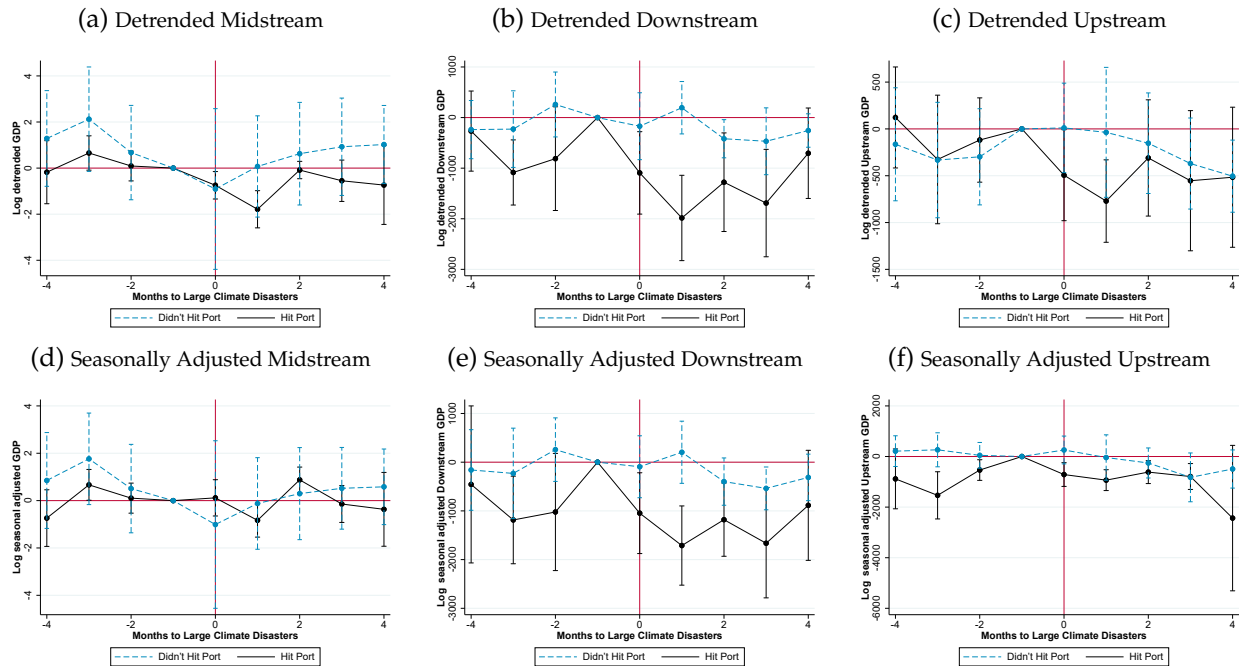 (a) Detrended Midstream
(b) Detrended Downstream
(c) Detrended Upstream
Log detrended GDP
4
2
0
-2
-4
-4
-2
0
2
4
Months to Large Climate Disasters
Didn't Hit Port
Hit Port
Log detrended Downstream GDP
1000
0
-1000
-2000
-3000
-4
-2
0
2
4
Months to Large Climate Disasters
Didn't Hit Port
Hit Port
Log detrended Upstream GDP
500
0
-500
-1000
-1500
-4
-2
0
2
4
Months to Large Climate Disasters
Didn't Hit Port
Hit Port
(d) Seasonally Adjusted Midstream
(e) Seasonally Adjusted Downstream
(f) Seasonally Adjusted Upstream
Log seasonal adjusted GDP
4
2
0
-2
-4
-4
-2
0
2
4
Months to Large Climate Disasters
Didn't Hit Port
Hit Port
Log seasonal adjusted Downstream GDP
1000
0
-1000
-2000
-3000
-4
-2
0
2
4
Months to Large Climate Disasters
Didn't Hit Port
Hit Port
Log seasonal adjusted Upstream GDP
2000
0
-2000
-4000
-6000
-4
-2
0
2
4
Months to Large Climate Disasters
Didn't Hit Port
Hit Port